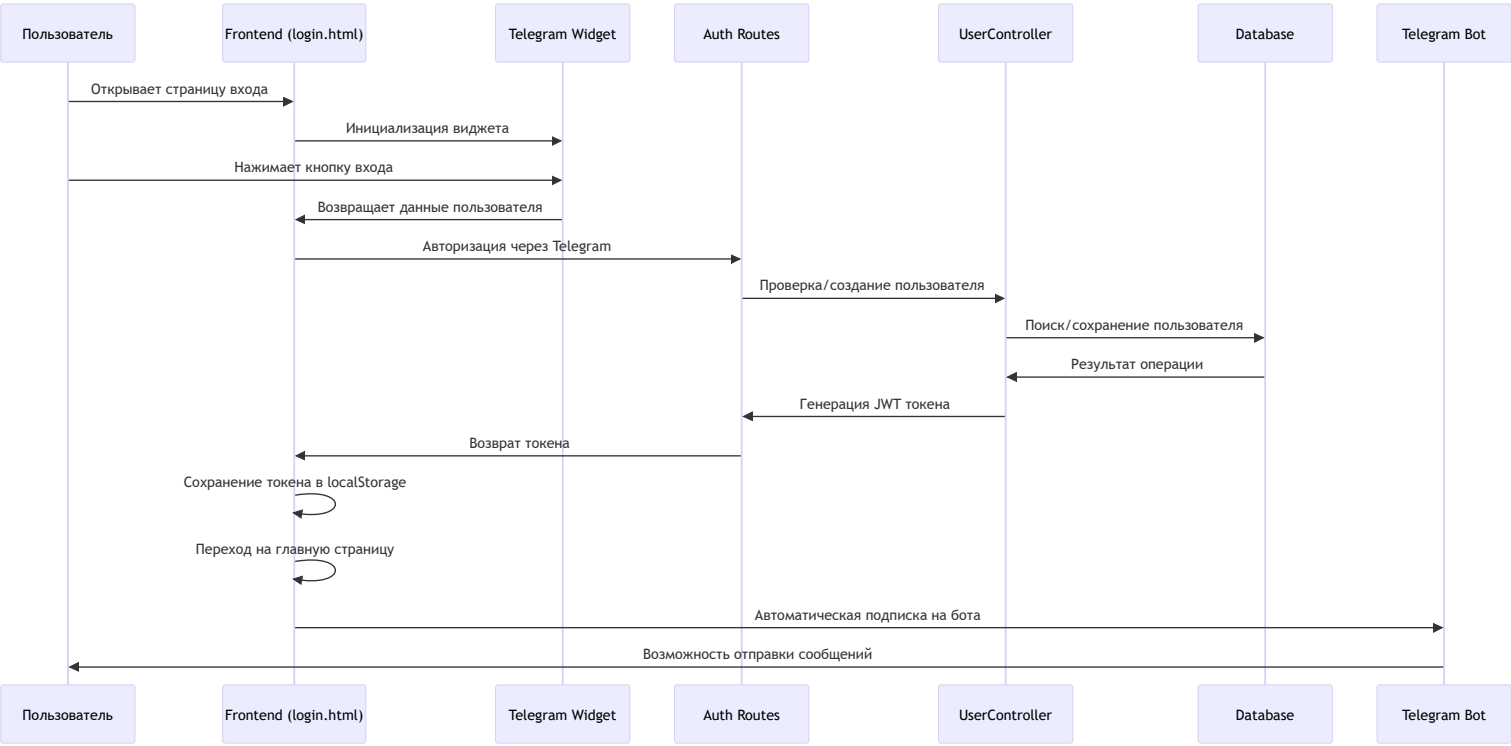 Пользователь
Frontend (login.html)
Telegram Widget
Auth Routes
UserController
Database
Telegram Bot
Открывает страницу входа
Инициализация виджета
Нажимает кнопку входа
Возвращает данные пользователя
Авторизация через Telegram
Проверка/создание пользователя
Поиск/сохранение пользователя
Результат операции
Генерация JWT токена
Возврат токена
Сохранение токена в localStorage
Переход на главную страницу
Автоматическая подписка на бота
Возможность отправки сообщений
Пользователь
Frontend (login.html)
Telegram Widget
Auth Routes
UserController
Database
Telegram Bot